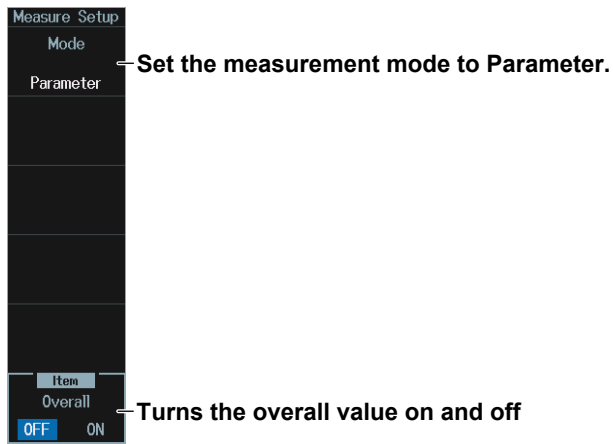 Measure Setup
Mode
Set the measurement mode to Parameter.
Parameter
Item
Overall
Turns the overall value on and off
OFF ON